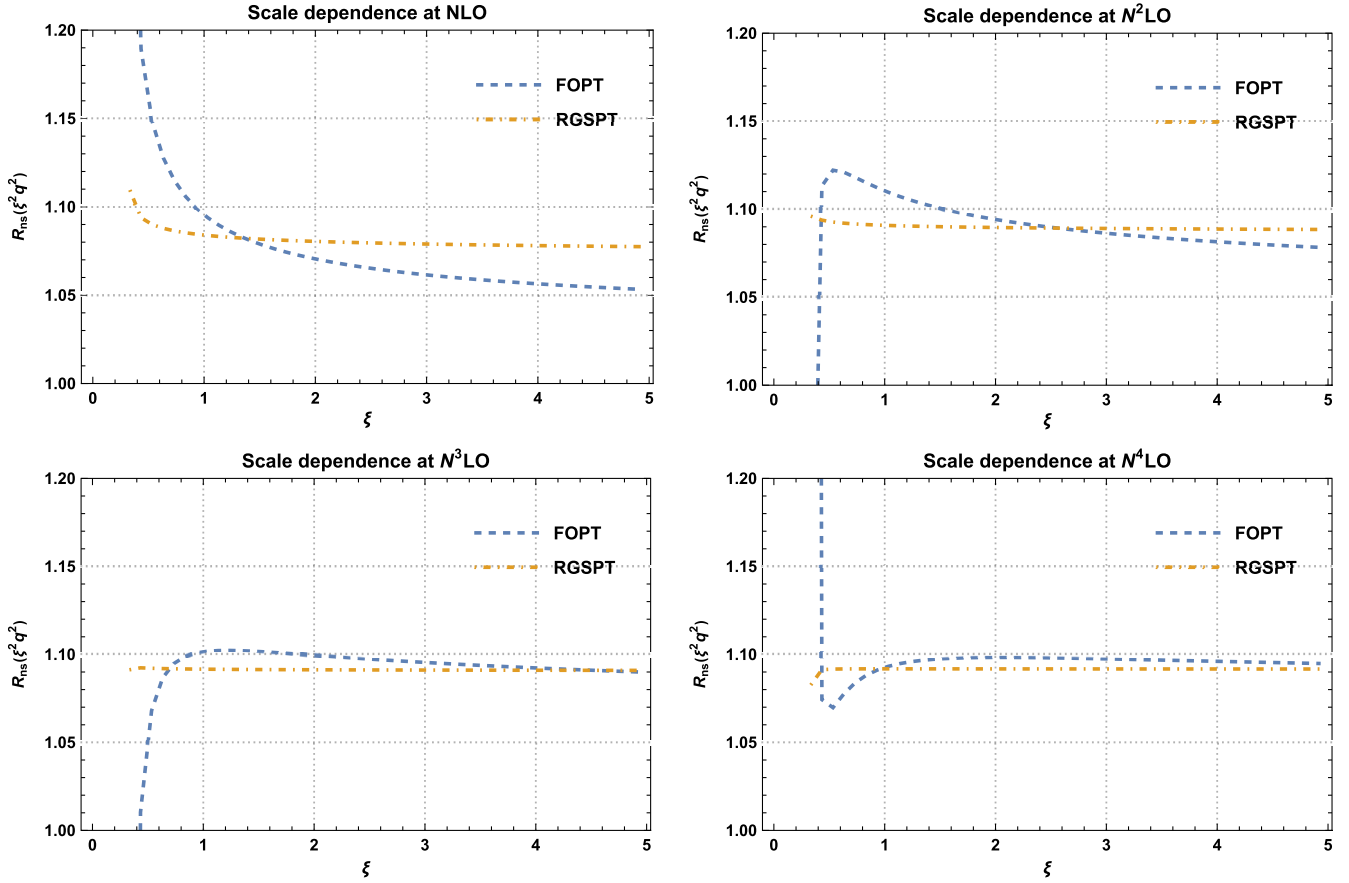 Scale dependence at NLO
1.20
1.15
1.10
1.05
1.00
R_ns(ξ²q²)
FOPT
RGSPT
0 1 2 3 4 5
ξ
Scale dependence at N²LO
1.20
1.15
1.10
1.05
1.00
R_ns(ξ²q²)
FOPT
RGSPT
0 1 2 3 4 5
ξ
Scale dependence at N³LO
1.20
1.15
1.10
1.05
1.00
R_ns(ξ²q²)
FOPT
RGSPT
0 1 2 3 4 5
ξ
Scale dependence at N⁴LO
1.20
1.15
1.10
1.05
1.00
R_ns(ξ²q²)
FOPT
RGSPT
0 1 2 3 4 5
ξ